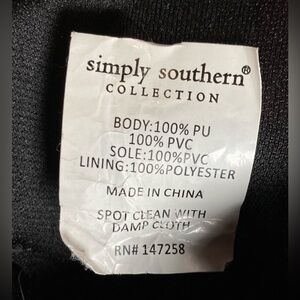 simply southern®
COLLECTION
BODY:100% PU
100% PVC
SOLE:100%PVC
LINING:100%POLYESTER
MADE IN CHINA
SPOT CLEAN WITH
DAMP CLOTH
RN# 147258